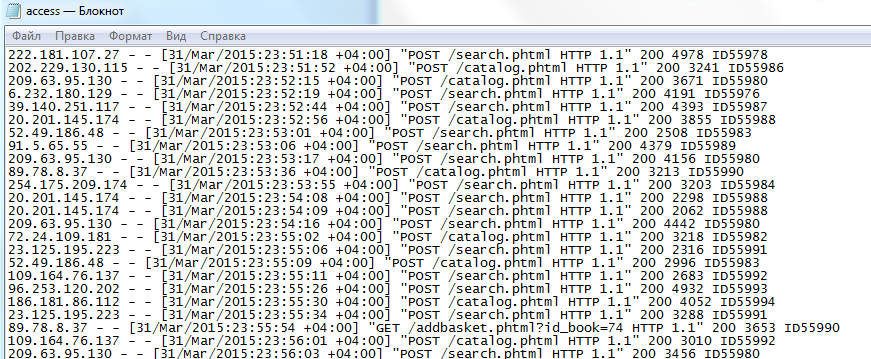 access — Блокнот
Файл Правка Формат Вид Справка
222.181.107.27 - - [31/Mar/2015:23:51:18 +04:00] "POST /search.phtml HTTP 1.1" 200 4978 ID55978
202.229.130.115 - - [31/Mar/2015:23:51:52 +04:00] "POST /catalog.phtml HTTP 1.1" 200 3241 ID55986
209.63.95.130 - - [31/Mar/2015:23:52:15 +04:00] "POST /catalog.phtml HTTP 1.1" 200 3671 ID55980
6.232.180.129 - - [31/Mar/2015:23:52:19 +04:00] "POST /search.phtml HTTP 1.1" 200 4191 ID55976
39.140.251.117 - - [31/Mar/2015:23:52:44 +04:00] "POST /search.phtml HTTP 1.1" 200 4393 ID55987
20.201.145.174 - - [31/Mar/2015:23:52:56 +04:00] "POST /catalog.phtml HTTP 1.1" 200 3855 ID55988
52.49.186.48 - - [31/Mar/2015:23:53:01 +04:00] "POST /search.phtml HTTP 1.1" 200 2508 ID55983
91.5.65.55 - - [31/Mar/2015:23:53:06 +04:00] "POST /search.phtml HTTP 1.1" 200 4379 ID55989
209.63.95.130 - - [31/Mar/2015:23:53:17 +04:00] "POST /search.phtml HTTP 1.1" 200 4156 ID55980
89.78.8.37 - - [31/Mar/2015:23:53:36 +04:00] "POST /catalog.phtml HTTP 1.1" 200 3213 ID55990
254.175.209.174 - - [31/Mar/2015:23:53:55 +04:00] "POST /search.phtml HTTP 1.1" 200 3203 ID55984
20.201.145.174 - - [31/Mar/2015:23:54:08 +04:00] "POST /search.phtml HTTP 1.1" 200 2298 ID55988
20.201.145.174 - - [31/Mar/2015:23:54:09 +04:00] "POST /search.phtml HTTP 1.1" 200 2062 ID55988
209.63.95.130 - - [31/Mar/2015:23:54:16 +04:00] "POST /search.phtml HTTP 1.1" 200 4442 ID55980
72.24.109.181 - - [31/Mar/2015:23:55:02 +04:00] "POST /catalog.phtml HTTP 1.1" 200 3218 ID55982
23.125.195.223 - - [31/Mar/2015:23:55:06 +04:00] "POST /search.phtml HTTP 1.1" 200 2316 ID55991
52.49.186.48 - - [31/Mar/2015:23:55:09 +04:00] "POST /search.phtml HTTP 1.1" 200 2996 ID55983
109.164.76.137 - - [31/Mar/2015:23:55:11 +04:00] "POST /search.phtml HTTP 1.1" 200 2683 ID55992
96.253.120.202 - - [31/Mar/2015:23:55:26 +04:00] "POST /search.phtml HTTP 1.1" 200 4932 ID55993
186.181.86.112 - - [31/Mar/2015:23:55:30 +04:00] "POST /catalog.phtml HTTP 1.1" 200 4052 ID55994
23.125.195.223 - - [31/Mar/2015:23:55:34 +04:00] "POST /search.phtml HTTP 1.1" 200 3288 ID55991
89.78.8.37 - - [31/Mar/2015:23:55:54 +04:00] "GET /addbasket.phtml?id_book=74 HTTP 1.1" 200 3653 ID55990
109.164.76.137 - - [31/Mar/2015:23:56:01 +04:00] "POST /catalog.phtml HTTP 1.1" 200 3010 ID55992
209.63.95.130 - - [31/Mar/2015:23:56:03 +04:00] "POST /search.phtml HTTP 1.1" 200 3456 ID55980